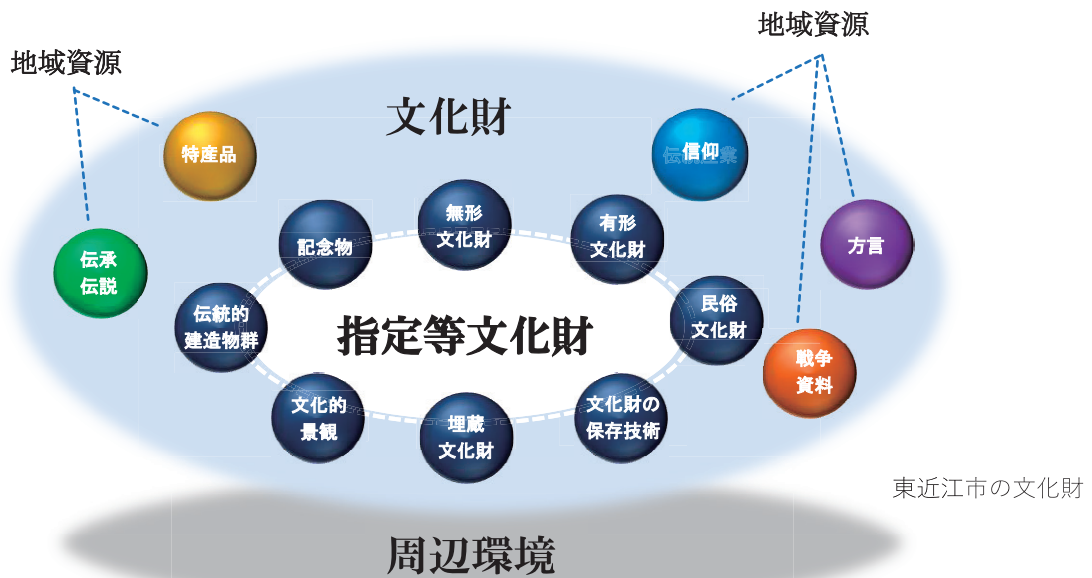 地域資源
地域資源
文化財
特産品
信仰
伝承
伝説
方言
記念物
無形
文化財
有形
文化財
伝統的
建造物群
指定等文化財
民俗
文化財
戦争
資料
文化的
景観
埋蔵
文化財
文化財の
保存技術
東近江市の文化財
周辺環境